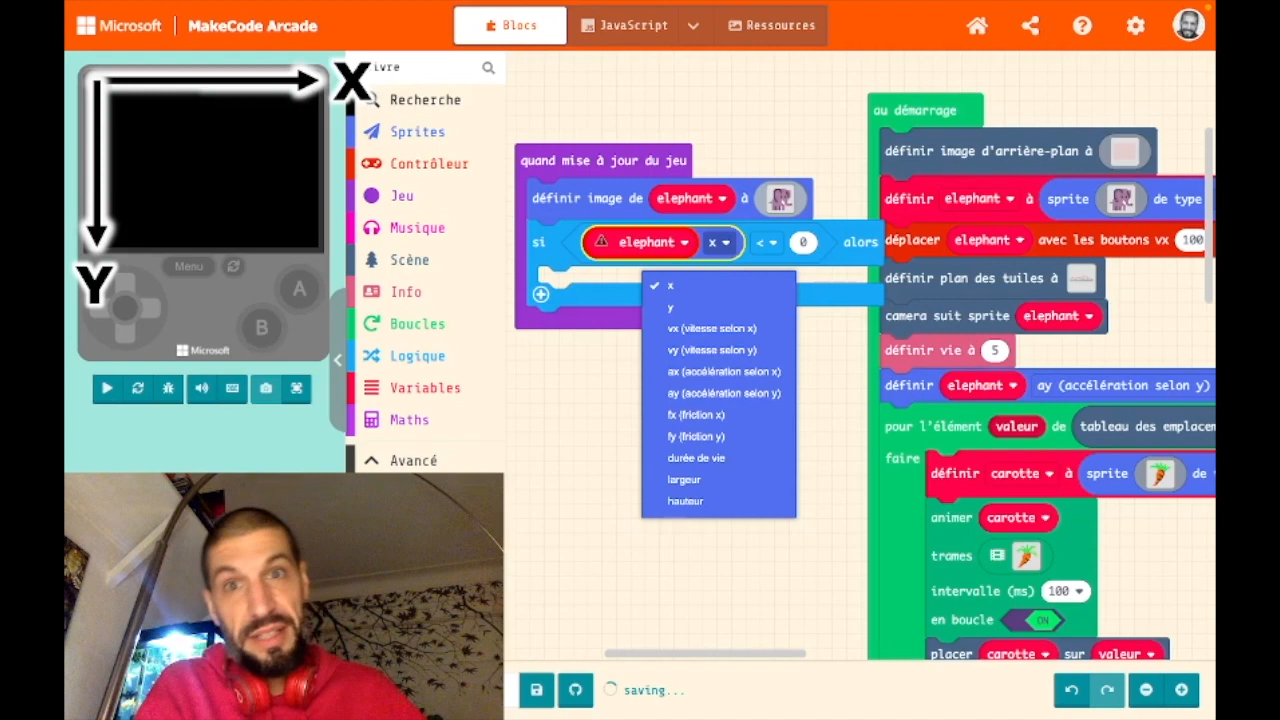 Microsoft
MakeCode Arcade
Blocs
JavaScript
Ressources
X
Y
Menu
A
B
Microsoft
ivre
Recherche
Sprites
Contrôleur
Jeu
Musique
Scène
Info
Boucles
Logique
Variables
Maths
Avancé
quand mise à jour du jeu
définir image de elephant à
si elephant x < 0 alors
x
y
vx (vitesse selon x)
vy (vitesse selon y)
ax (accélération selon x)
ay (accélération selon y)
fx (friction x)
fy (friction y)
durée de vie
largeur
hauteur
au démarrage
définir image d'arrière-plan à
définir elephant à sprite de type
déplacer elephant avec les boutons vx 100
définir plan des tuiles à
camera suit sprite elephant
définir vie à 5
définir elephant ay (accélération selon y)
pour l'élément valeur de tableau des emplacem
faire
définir carotte à sprite de
animer carotte
trames
intervalle (ms) 100
en boucle ON
placer carotte sur valeur
saving...